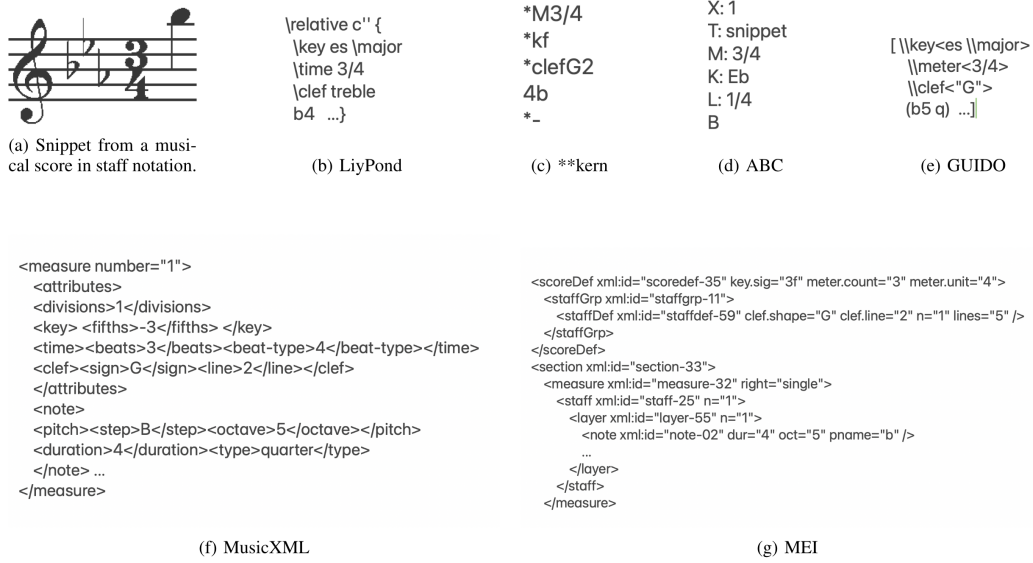 3
4
(a) Snippet from a musi-
cal score in staff notation.
\relative c'' {
\key es \major
\time 3/4
\clef treble
b4 ...}
(b) LiyPond
*M3/4
*kf
*clefG2
4b
*-
(c) **kern
X: 1
T: snippet
M: 3/4
K: Eb
L: 1/4
B
(d) ABC
[ \\key<es \\major>
\\meter<3/4>
\\clef<"G">
(b5 q) ...]
(e) GUIDO
<measure number="1">
<attributes>
<divisions>1</divisions>
<key> <fifths>-3</fifths> </key>
<time><beats>3</beats><beat-type>4</beat-type></time>
<clef><sign>G</sign><line>2</line></clef>
</attributes>
<note>
<pitch><step>B</step><octave>5</octave></pitch>
<duration>4</duration><type>quarter</type>
</note> ...
</measure>
(f) MusicXML
<scoreDef xml:id="scoredef-35" key.sig="3f" meter.count="3" meter.unit="4">
<staffGrp xml:id="staffgrp-11">
<staffDef xml:id="staffdef-59" clef.shape="G" clef.line="2" n="1" lines="5" />
</staffGrp>
</scoreDef>
<section xml:id="section-33">
<measure xml:id="measure-32" right="single">
<staff xml:id="staff-25" n="1">
<layer xml:id="layer-55" n="1">
<note xml:id="note-02" dur="4" oct="5" pname="b" />
...
</layer>
</staff>
</measure>
(g) MEI